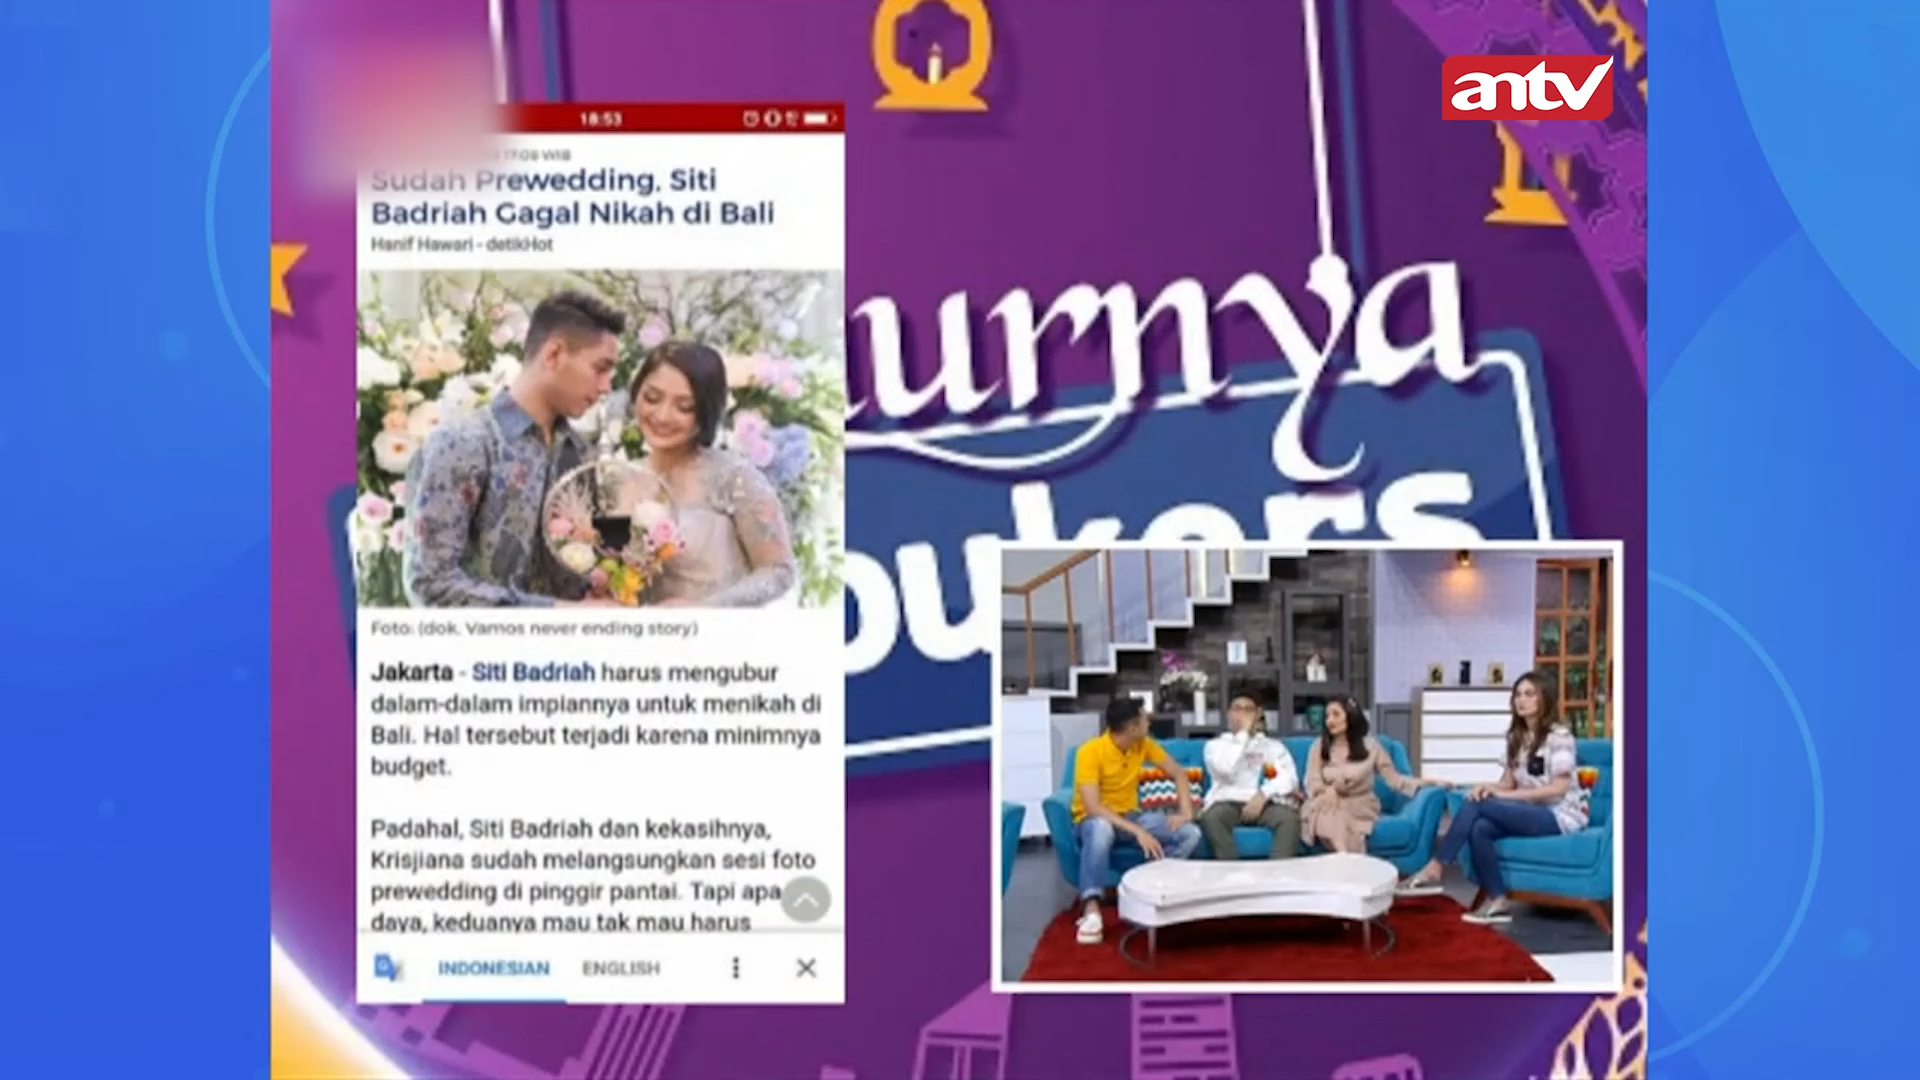 antv
18:53
17:09 WIB
Sudah Prewedding, Siti
Badriah Gagal Nikah di Bali
Hanif Hawari - detikHot
Foto: (dok. Vamos never ending story)
Jakarta - Siti Badriah harus mengubur
dalam-dalam impiannya untuk menikah di
Bali. Hal tersebut terjadi karena minimnya
budget.
Padahal, Siti Badriah dan kekasihnya,
Krisjiana sudah melangsungkan sesi foto
prewedding di pinggir pantai. Tapi apa
daya, keduanya mau tak mau harus
INDONESIAN
ENGLISH